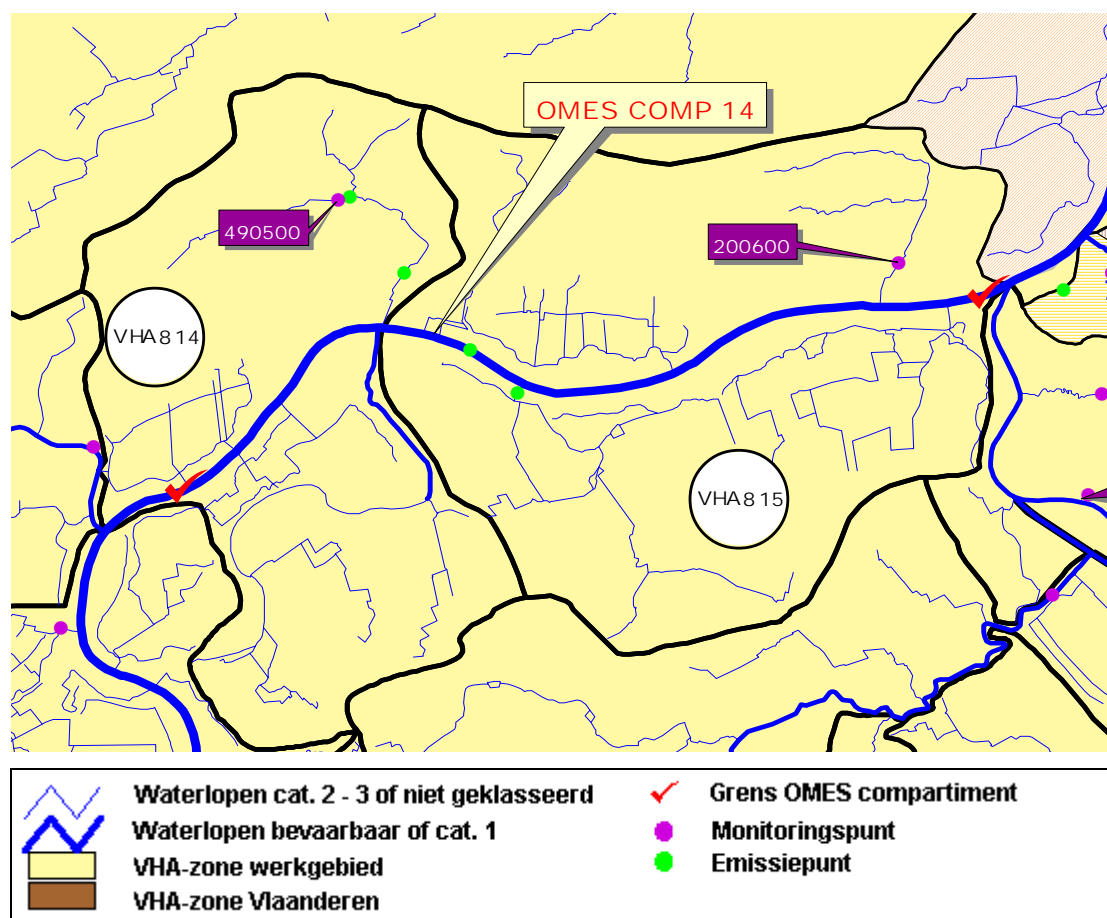 OMES COMP 14
490500
200600
VHA814
VHA815
Waterlopen cat. 2 - 3 of niet geklasseerd
Waterlopen bevaarbaar of cat. 1
VHA-zone werkgebied
VHA-zone Vlaanderen
Grens OMES compartiment
Monitoringspunt
Emissiepunt